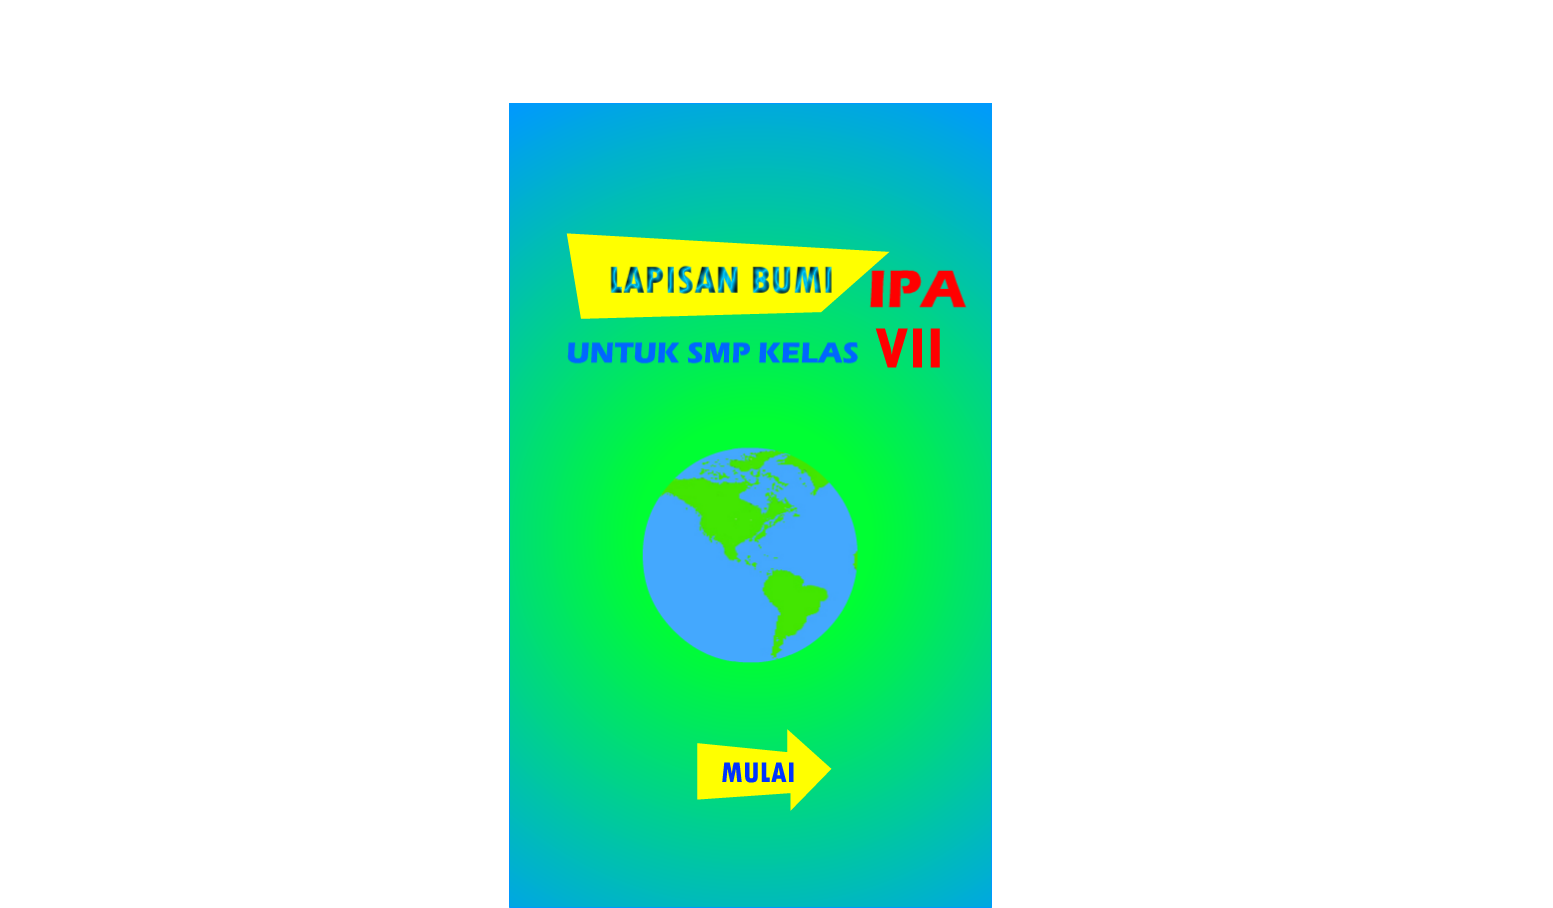 LAPISAN BUMI
IPA
UNTUK SMP KELAS VII
MULAI